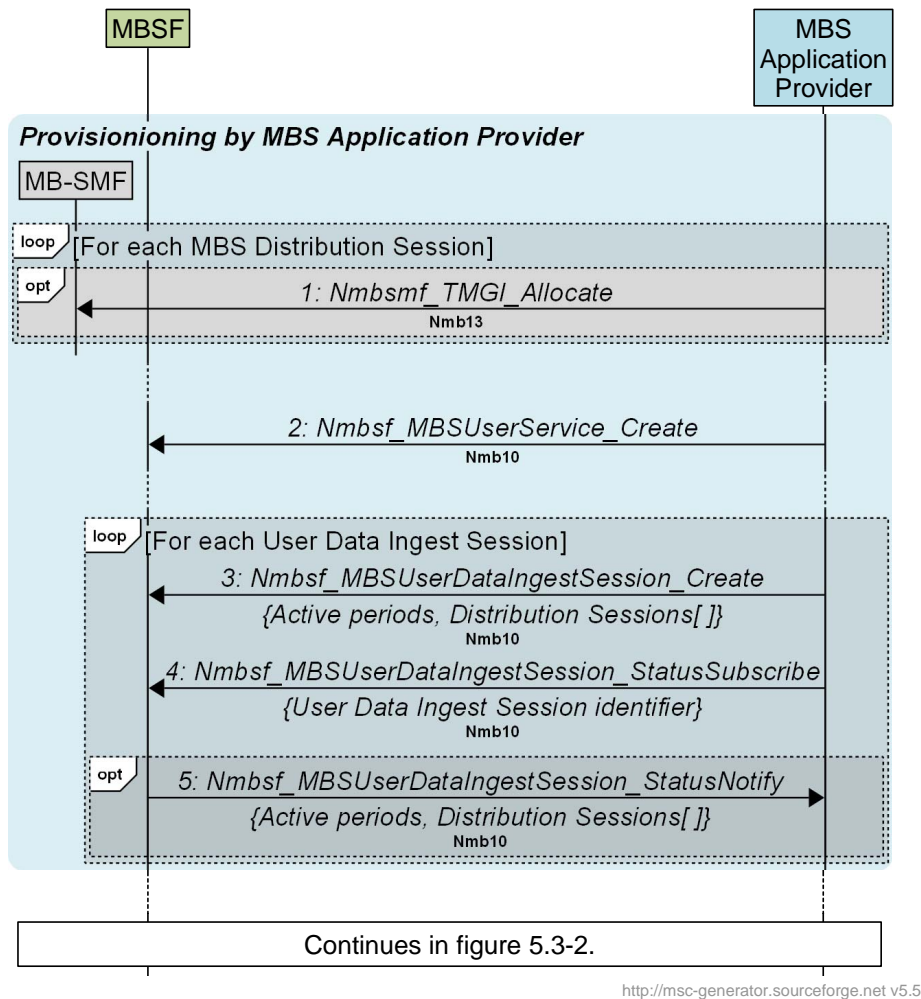 MBSF
MBS
Application
Provider
Provisionioning by MBS Application Provider
MB-SMF
loop
[For each MBS Distribution Session]
opt
1: Nmbsmf_TMGI_Allocate
Nmb13
2: Nmbsf_MBSUserService_Create
Nmb10
loop
[For each User Data Ingest Session]
3: Nmbsf_MBSUserDataIngestSession_Create
{Active periods, Distribution Sessions[ ]}
Nmb10
4: Nmbsf_MBSUserDataIngestSession_StatusSubscribe
{User Data Ingest Session identifier}
Nmb10
opt
5: Nmbsf_MBSUserDataIngestSession_StatusNotify
{Active periods, Distribution Sessions[ ]}
Nmb10
Continues in figure 5.3-2.
http://msc-generator.sourceforge.net v5.5